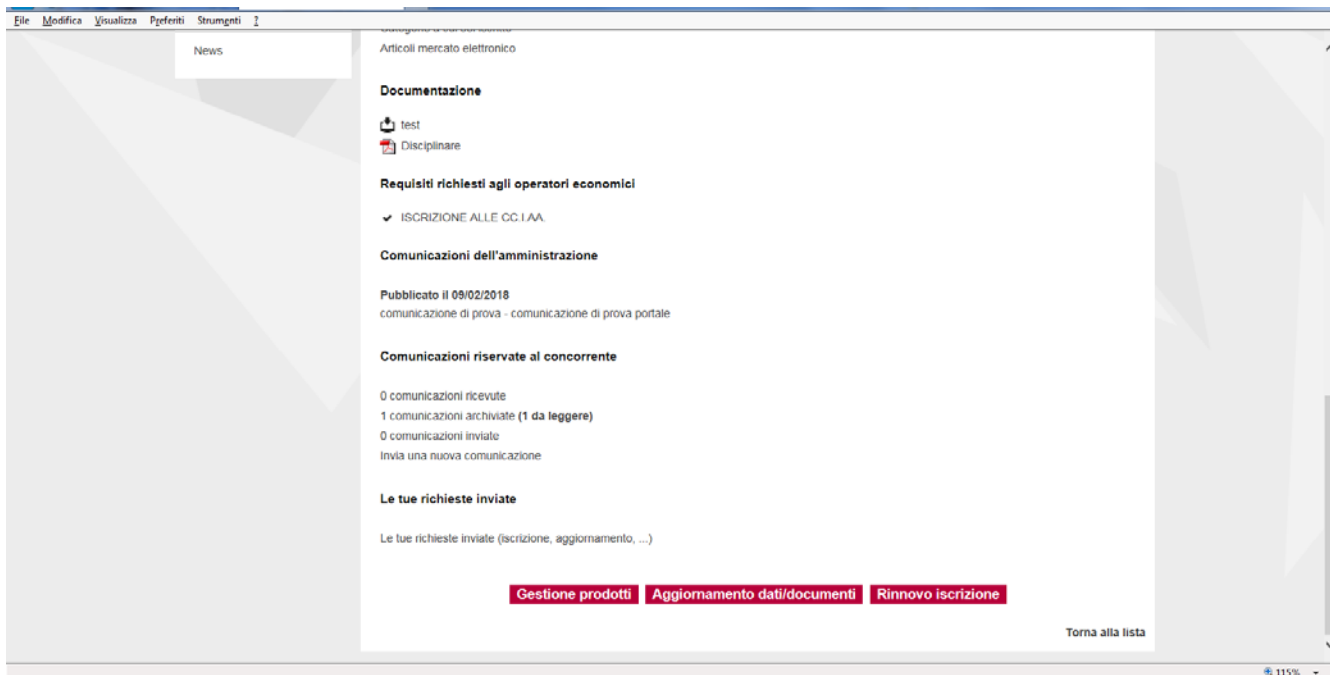 File Modifica Visualizza Preferiti Strumenti ?
News
Articoli mercato elettronico
Documentazione
test
Disciplinare
Requisiti richiesti agli operatori economici
ISCRIZIONE ALLE CC.I.AA.
Comunicazioni dell'amministrazione
Pubblicato il 09/02/2018
comunicazione di prova - comunicazione di prova portale
Comunicazioni riservate al concorrente
0 comunicazioni ricevute
1 comunicazioni archiviate (1 da leggere)
0 comunicazioni inviate
Invia una nuova comunicazione
Le tue richieste inviate
Le tue richieste inviate (iscrizione, aggiornamento, ...)
Gestione prodotti Aggiornamento dati/documenti Rinnovo iscrizione
Torna alla lista
115%